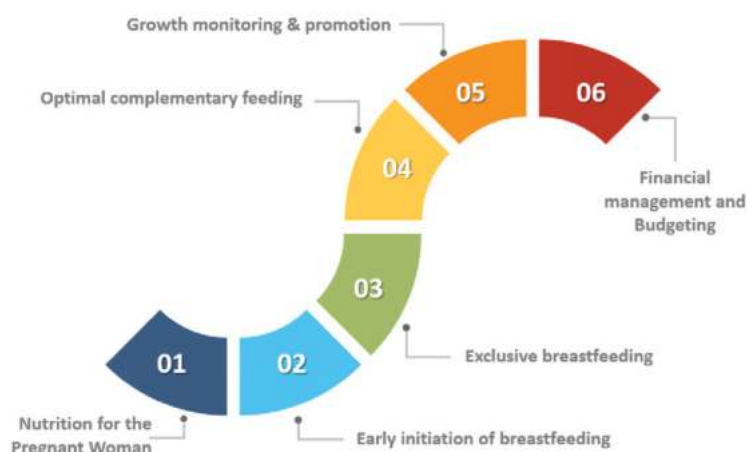 Growth monitoring & promotion
05
06
Optimal complementary feeding
04
Financial
management and
Budgeting
03
Exclusive breastfeeding
01
02
Nutrition for the
Pregnant Woman
Early initiation of breastfeeding